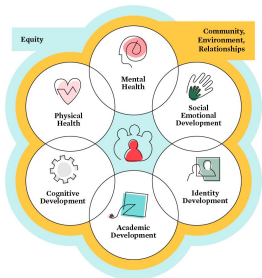 Equity
Community,
Environment,
Relationships
Mental
Health
Physical
Health
Social
Emotional
Development
Cognitive
Development
Identity
Development
Academic
Development